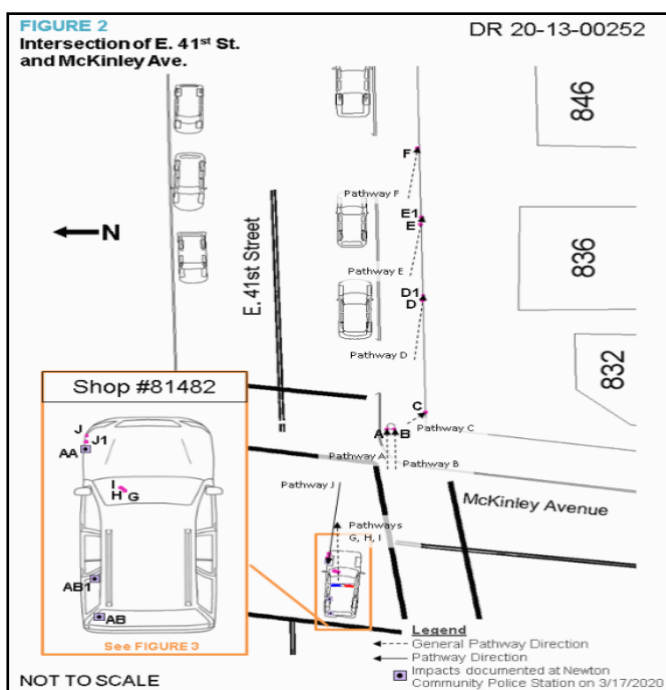 FIGURE 2
Intersection of E. 41st St.
and McKinley Ave.
DR 20-13-00252
846
F
Pathway F
N
E1
E
E. 41st Street
836
Pathway E
D1
D
Pathway D
832
Shop #81482
C
J
J1
AA
A
B
Pathway C
Pathway A
Pathway B
I
H
G
Pathway J
McKinley Avenue
Pathways
G, H, I
AB1
AB
See FIGURE 3
Legend
General Pathway Direction
Pathway Direction
Impacts documented at Newton
Community Police Station on 3/17/2020
NOT TO SCALE